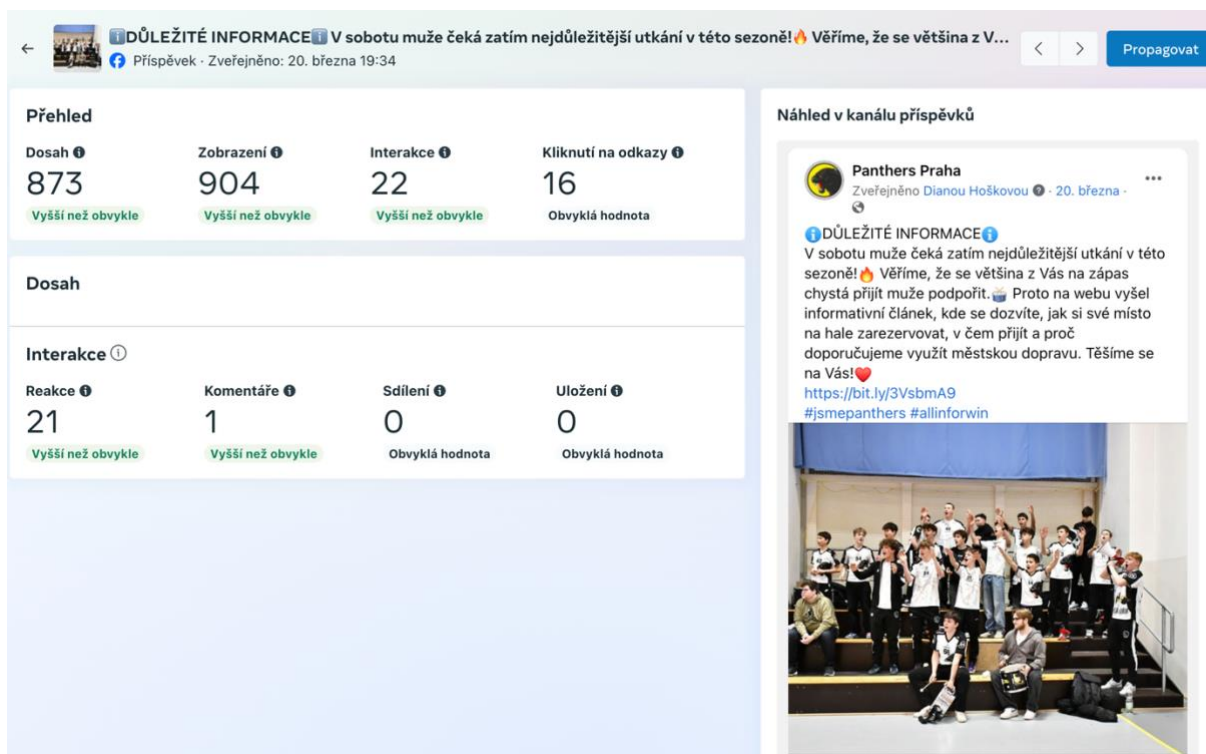 DŮLEŽITÉ INFORMACE V sobotu muže čeká zatím nejdůležitější utkání v této sezoně! Věříme, že se většina z V...
Příspěvek · Zveřejněno: 20. března 19:34
Propagovat
Přehled
Dosah
Zobrazení
Interakce
Kliknutí na odkazy
873
904
22
16
Vyšší než obvykle
Vyšší než obvykle
Vyšší než obvykle
Obvyklá hodnota
Dosah
Interakce
Reakce
Komentáře
Sdílení
Uložení
21
1
0
0
Vyšší než obvykle
Vyšší než obvykle
Obvyklá hodnota
Obvyklá hodnota
Náhled v kanálu příspěvků
Panthers Praha
Zveřejněno Dianou Hoškovou · 20. března ·
DŮLEŽITÉ INFORMACE
V sobotu muže čeká zatím nejdůležitější utkání v této
sezoně! Věříme, že se většina z Vás na zápas
chystá přijít muže podpořit. Proto na webu vyšel
informativní článek, kde se dozvíte, jak si své místo
na hale zarezervovat, v čem přijít a proč
doporučujeme využít městskou dopravu. Těšíme se
na Vás!
https://bit.ly/3VsbmA9
#jsmepanthers #allinforwin